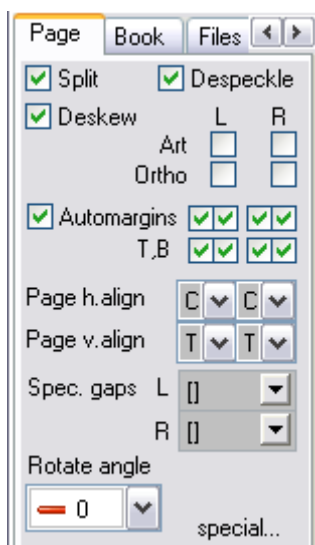 Page Book Files
Split Despeckle
Deskew L R
Art
Ortho
Automargins
T,B
Page h.align C C
Page v.align T T
Spec. gaps L []
R []
Rotate angle
0
special...